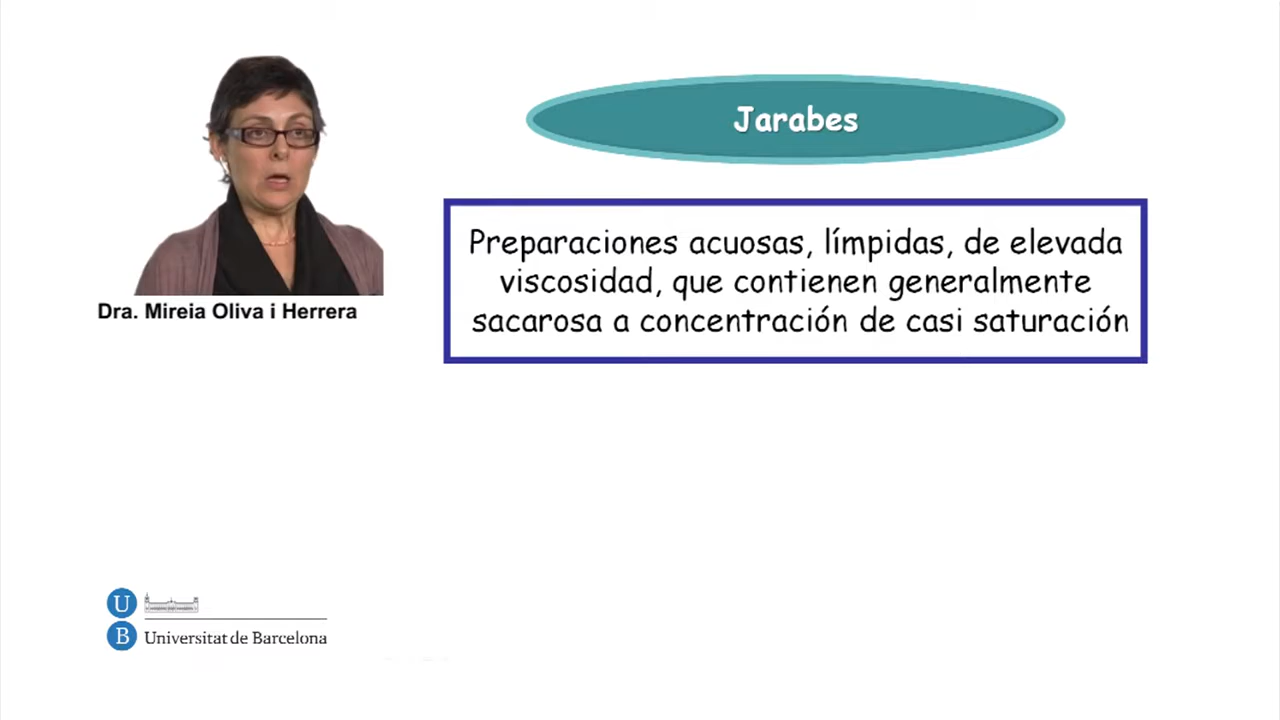 Jarabes
Preparaciones acuosas, límpidas, de elevada
viscosidad, que contienen generalmente
sacarosa a concentración de casi saturación
Dra. Mireia Oliva i Herrera
U
B Universitat de Barcelona